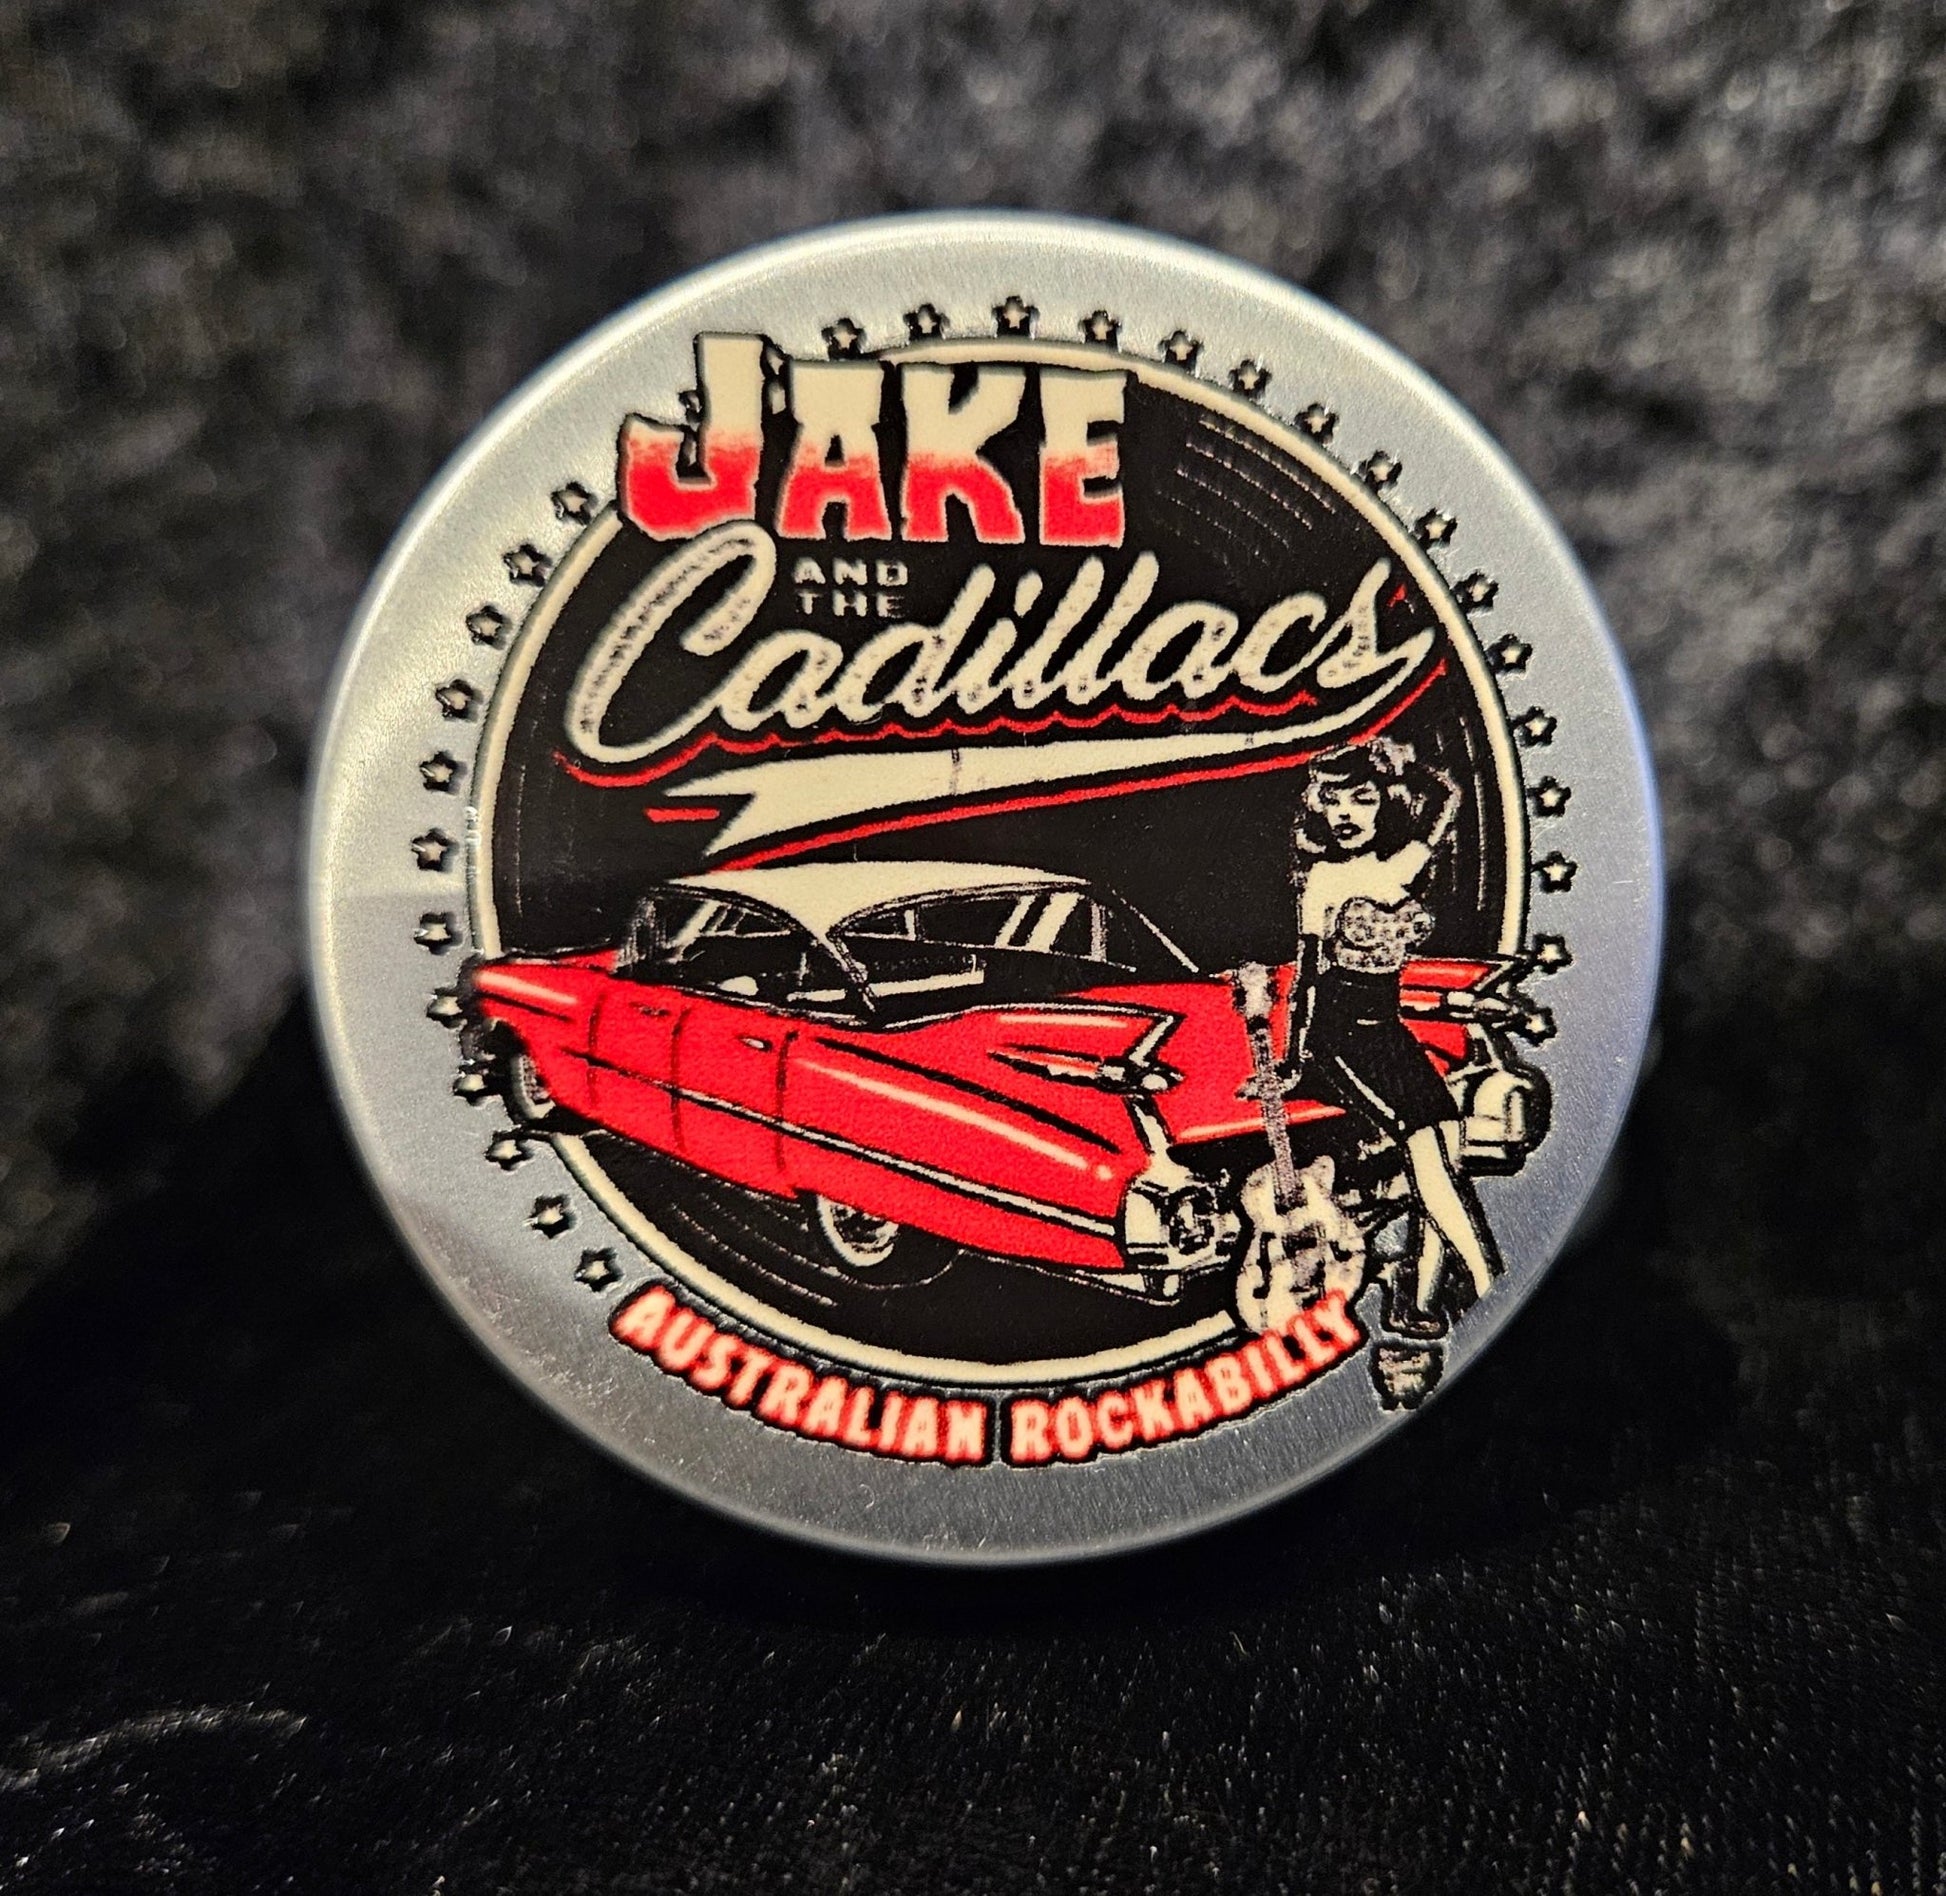 JAKE
AND
THE
Cadillacs
AUSTRALIAN ROCKABILLY